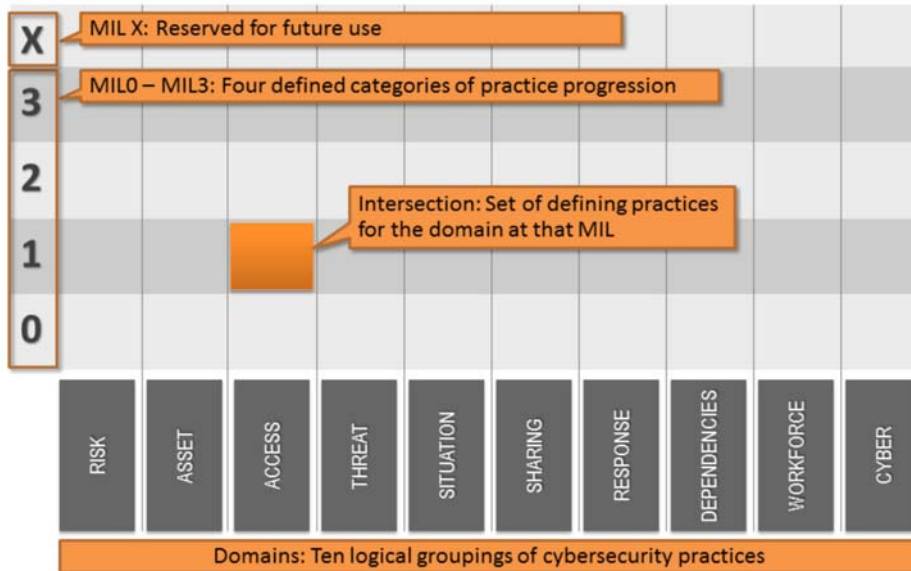 X
MIL X: Reserved for future use
MIL0 – MIL3: Four defined categories of practice progression
3
2
Intersection: Set of defining practices
for the domain at that MIL
1
0
RISK
ASSET
ACCESS
THREAT
SITUATION
SHARING
RESPONSE
DEPENDENCIES
WORKFORCE
CYBER
Domains: Ten logical groupings of cybersecurity practices